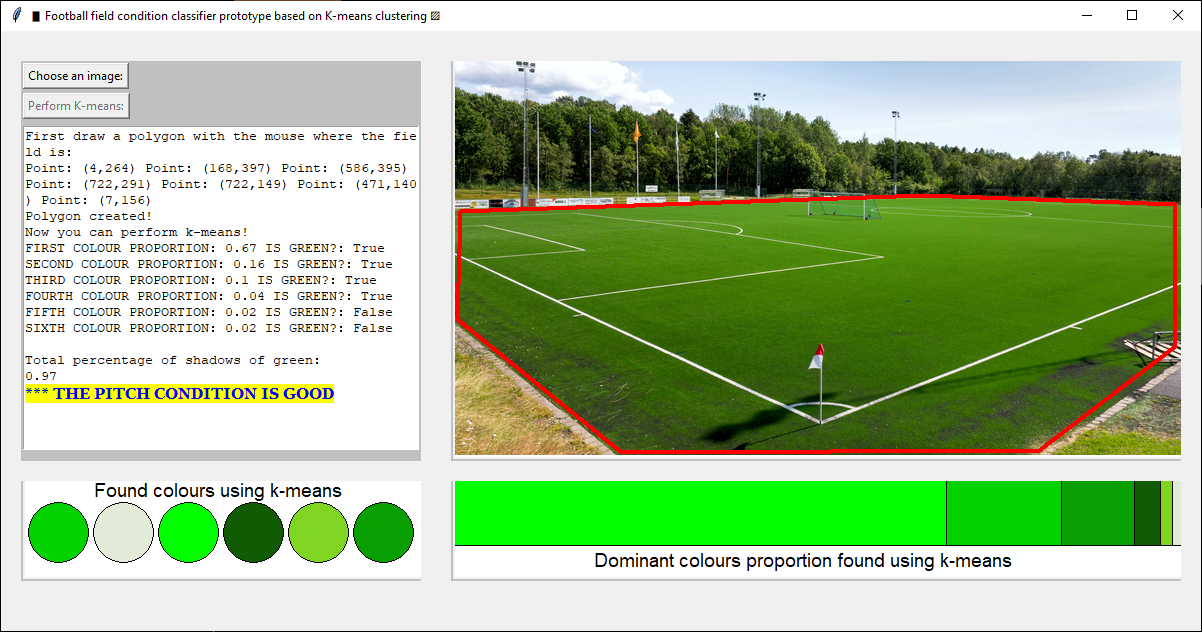 Football field condition classifier prototype based on K-means clustering
Choose an image:
Perform K-means:
First draw a polygon with the mouse where the fie
ld is:
Point: (4,264) Point: (168,397) Point: (586,395)
Point: (722,291) Point: (722,149) Point: (471,140
) Point: (7,156)
Polygon created!
Now you can perform k-means!
FIRST COLOUR PROPORTION: 0.67 IS GREEN?: True
SECOND COLOUR PROPORTION: 0.16 IS GREEN?: True
THIRD COLOUR PROPORTION: 0.1 IS GREEN?: True
FOURTH COLOUR PROPORTION: 0.04 IS GREEN?: True
FIFTH COLOUR PROPORTION: 0.02 IS GREEN?: False
SIXTH COLOUR PROPORTION: 0.02 IS GREEN?: False
Total percentage of shadows of green:
0.97
*** THE PITCH CONDITION IS GOOD
Found colours using k-means
Dominant colours proportion found using k-means